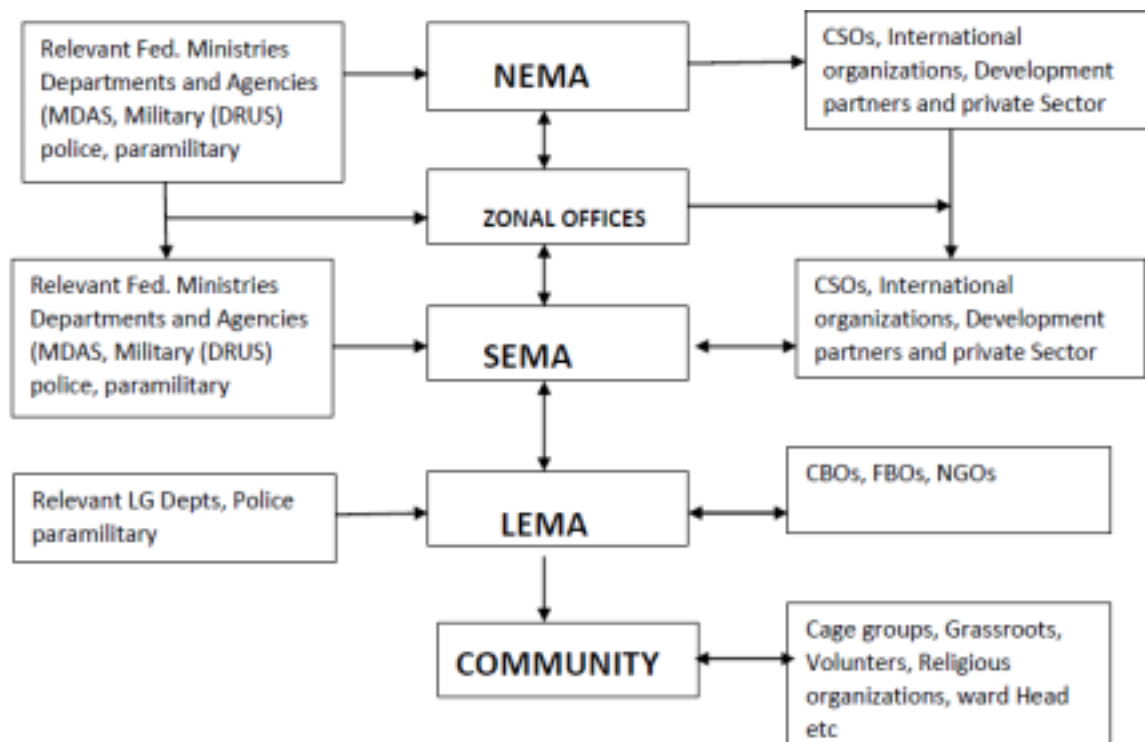 Relevant Fed. Ministries
Departments and Agencies
(MDAS, Military (DRUS)
police, paramilitary
NEMA
CSOs, International
organizations, Development
partners and private Sector
ZONAL OFFICES
Relevant Fed. Ministries
Departments and Agencies
(MDAS, Military (DRUS)
police, paramilitary
SEMA
CSOs, International
organizations, Development
partners and private Sector
Relevant LG Depts, Police
paramilitary
LEMA
CBOs, FBOs, NGOs
COMMUNITY
Cage groups, Grassroots,
Volunters, Religious
organizations, ward Head
etc